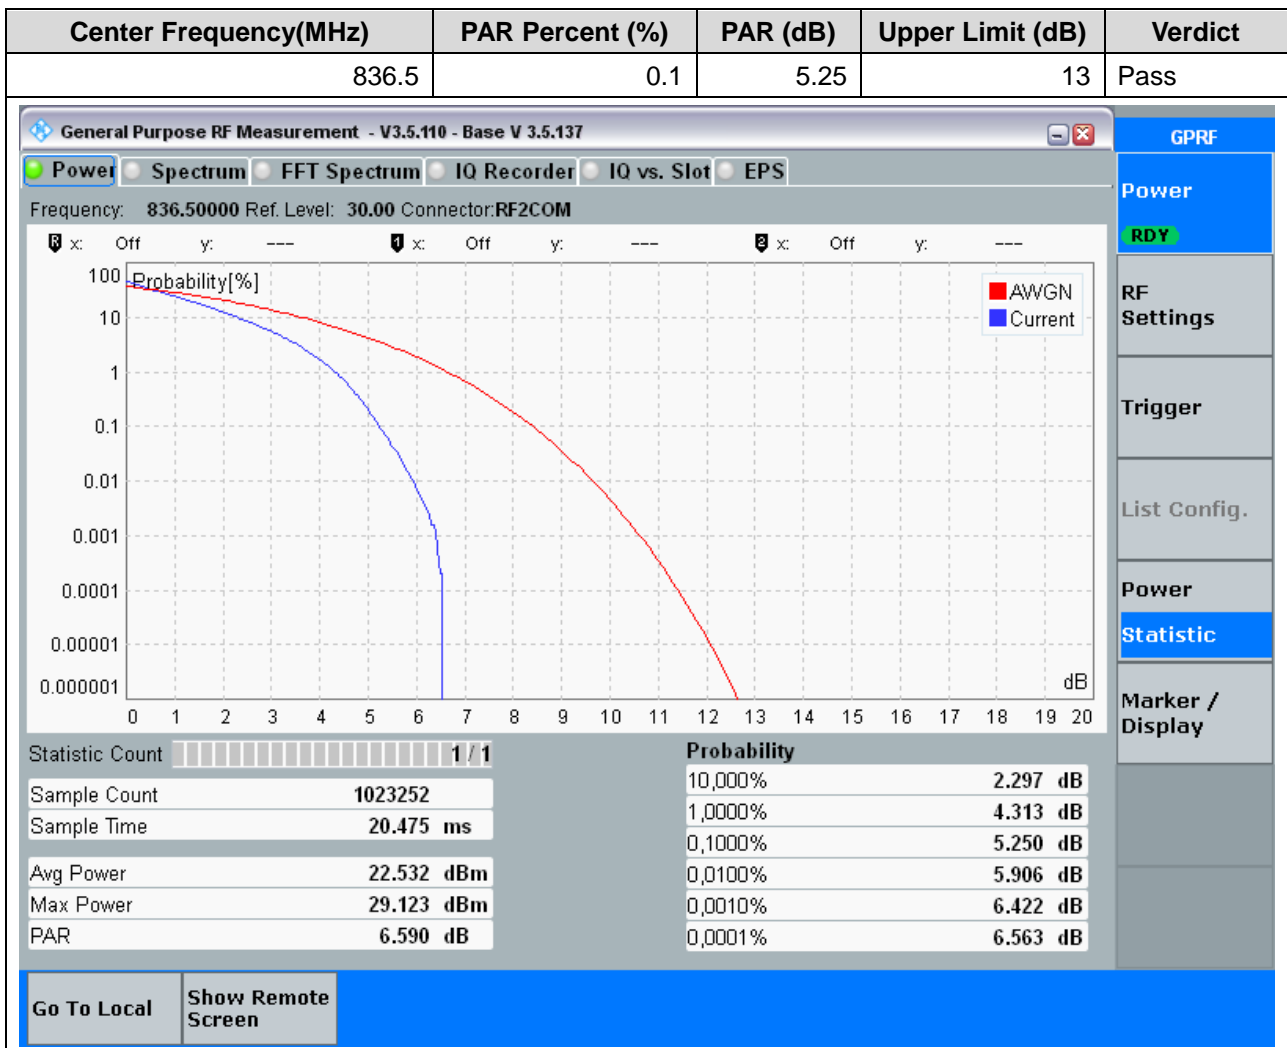 Center Frequency(MHz) PAR Percent (%) PAR (dB) Upper Limit (dB) Verdict
836.5 0.1 5.25 13 Pass
General Purpose RF Measurement - V3.5.110 - Base V 3.5.137
GPRF
Power Spectrum FFT Spectrum IQ Recorder IQ vs. Slot EPS
Power
RDY
Frequency: 836.50000 Ref. Level: 30.00 Connector:RF2COM
R x: Off y: --- 1 x: Off y: --- 2 x: Off y: ---
Probability[%]
100
10
1
0.1
0.01
0.001
0.0001
0.00001
0.000001
AWGN
Current
dB
0 1 2 3 4 5 6 7 8 9 10 11 12 13 14 15 16 17 18 19 20
RF
Settings
Trigger
List Config.
Power
Statistic
Marker /
Display
Statistic Count 1 / 1
Sample Count 1023252
Sample Time 20.475 ms
Avg Power 22.532 dBm
Max Power 29.123 dBm
PAR 6.590 dB
Probability
10,000% 2.297 dB
1,0000% 4.313 dB
0,1000% 5.250 dB
0,0100% 5.906 dB
0,0010% 6.422 dB
0,0001% 6.563 dB
Go To Local
Show Remote
Screen